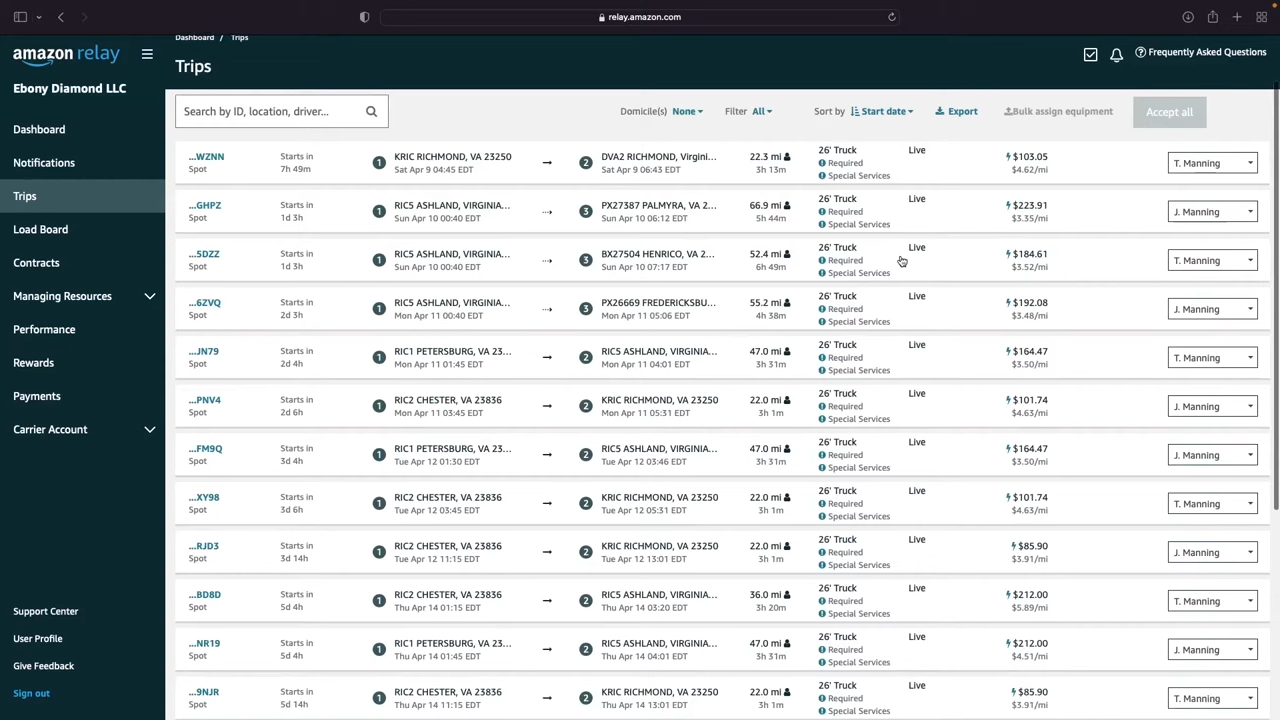 relay.amazon.com
amazon relay
Ebony Diamond LLC
Dashboard
Notifications
Trips
Load Board
Contracts
Managing Resources
Performance
Rewards
Payments
Carrier Account
Support Center
User Profile
Give Feedback
Sign out
Dashboard / Trips
Frequently Asked Questions
Trips
Search by ID, location, driver...
Domicile(s) None Filter All Sort by Start date Export Bulk assign equipment Accept all
...WZNN Starts in 1 KRIC RICHMOND, VA 23250 → 2 DVA2 RICHMOND, Virgini... 22.3 mi 26' Truck Live $103.05 T. Manning
Spot 7h 49m Sat Apr 9 04:45 EDT Sat Apr 9 06:43 EDT 3h 13m Required $4.62/mi
Special Services
...GHPZ Starts in 1 RIC5 ASHLAND, VIRGINIA... 3 PX27387 PALMYRA, VA 2... 66.9 mi 26' Truck Live $223.91 J. Manning
Spot 1d 3h Sun Apr 10 00:40 EDT Sun Apr 10 06:12 EDT 5h 44m Required $3.35/mi
Special Services
...5DZZ Starts in 1 RIC5 ASHLAND, VIRGINIA... 3 BX27504 HENRICO, VA 2... 52.4 mi 26' Truck Live $184.61 T. Manning
Spot 1d 3h Sun Apr 10 00:40 EDT Sun Apr 10 07:17 EDT 6h 49m Required $3.52/mi
Special Services
...6ZVQ Starts in 1 RIC5 ASHLAND, VIRGINIA... 3 PX26669 FREDERICKSBU... 55.2 mi 26' Truck Live $192.08 J. Manning
Spot 2d 3h Mon Apr 11 00:40 EDT Mon Apr 11 05:06 EDT 4h 38m Required $3.48/mi
Special Services
...JN79 Starts in 1 RIC1 PETERSBURG, VA 23... → 2 RIC5 ASHLAND, VIRGINIA... 47.0 mi 26' Truck Live $164.47 T. Manning
Spot 2d 4h Mon Apr 11 01:45 EDT Mon Apr 11 04:01 EDT 3h 31m Required $3.50/mi
Special Services
...PNV4 Starts in 1 RIC2 CHESTER, VA 23836 → 2 KRIC RICHMOND, VA 23250 22.0 mi 26' Truck Live $101.74 J. Manning
Spot 2d 6h Mon Apr 11 03:45 EDT Mon Apr 11 05:31 EDT 3h 1m Required $4.63/mi
Special Services
...FM9Q Starts in 1 RIC1 PETERSBURG, VA 23... → 2 RIC5 ASHLAND, VIRGINIA... 47.0 mi 26' Truck Live $164.47 J. Manning
Spot 3d 4h Tue Apr 12 01:30 EDT Tue Apr 12 03:46 EDT 3h 31m Required $3.50/mi
Special Services
...XY98 Starts in 1 RIC2 CHESTER, VA 23836 → 2 KRIC RICHMOND, VA 23250 22.0 mi 26' Truck Live $101.74 T. Manning
Spot 3d 6h Tue Apr 12 03:45 EDT Tue Apr 12 05:31 EDT 3h 1m Required $4.63/mi
Special Services
...RJD3 Starts in 1 RIC2 CHESTER, VA 23836 → 2 KRIC RICHMOND, VA 23250 22.0 mi 26' Truck Live $85.90 J. Manning
Spot 3d 14h Tue Apr 12 11:15 EDT Tue Apr 12 13:01 EDT 3h 1m Required $3.91/mi
Special Services
...BD8D Starts in 1 RIC2 CHESTER, VA 23836 → 2 RIC5 ASHLAND, VIRGINIA... 36.0 mi 26' Truck Live $212.00 T. Manning
Spot 5d 4h Thu Apr 14 01:15 EDT Thu Apr 14 03:20 EDT 3h 20m Required $5.89/mi
Special Services
...NR19 Starts in 1 RIC1 PETERSBURG, VA 23... → 2 RIC5 ASHLAND, VIRGINIA... 47.0 mi 26' Truck Live $212.00 J. Manning
Spot 5d 4h Thu Apr 14 01:45 EDT Thu Apr 14 04:01 EDT 3h 31m Required $4.51/mi
Special Services
...9NJR Starts in 1 RIC2 CHESTER, VA 23836 → 2 KRIC RICHMOND, VA 23250 22.0 mi 26' Truck Live $85.90 T. Manning
Spot 5d 14h Thu Apr 14 11:15 EDT Thu Apr 14 13:01 EDT 3h 1m Required $3.91/mi
Special Services